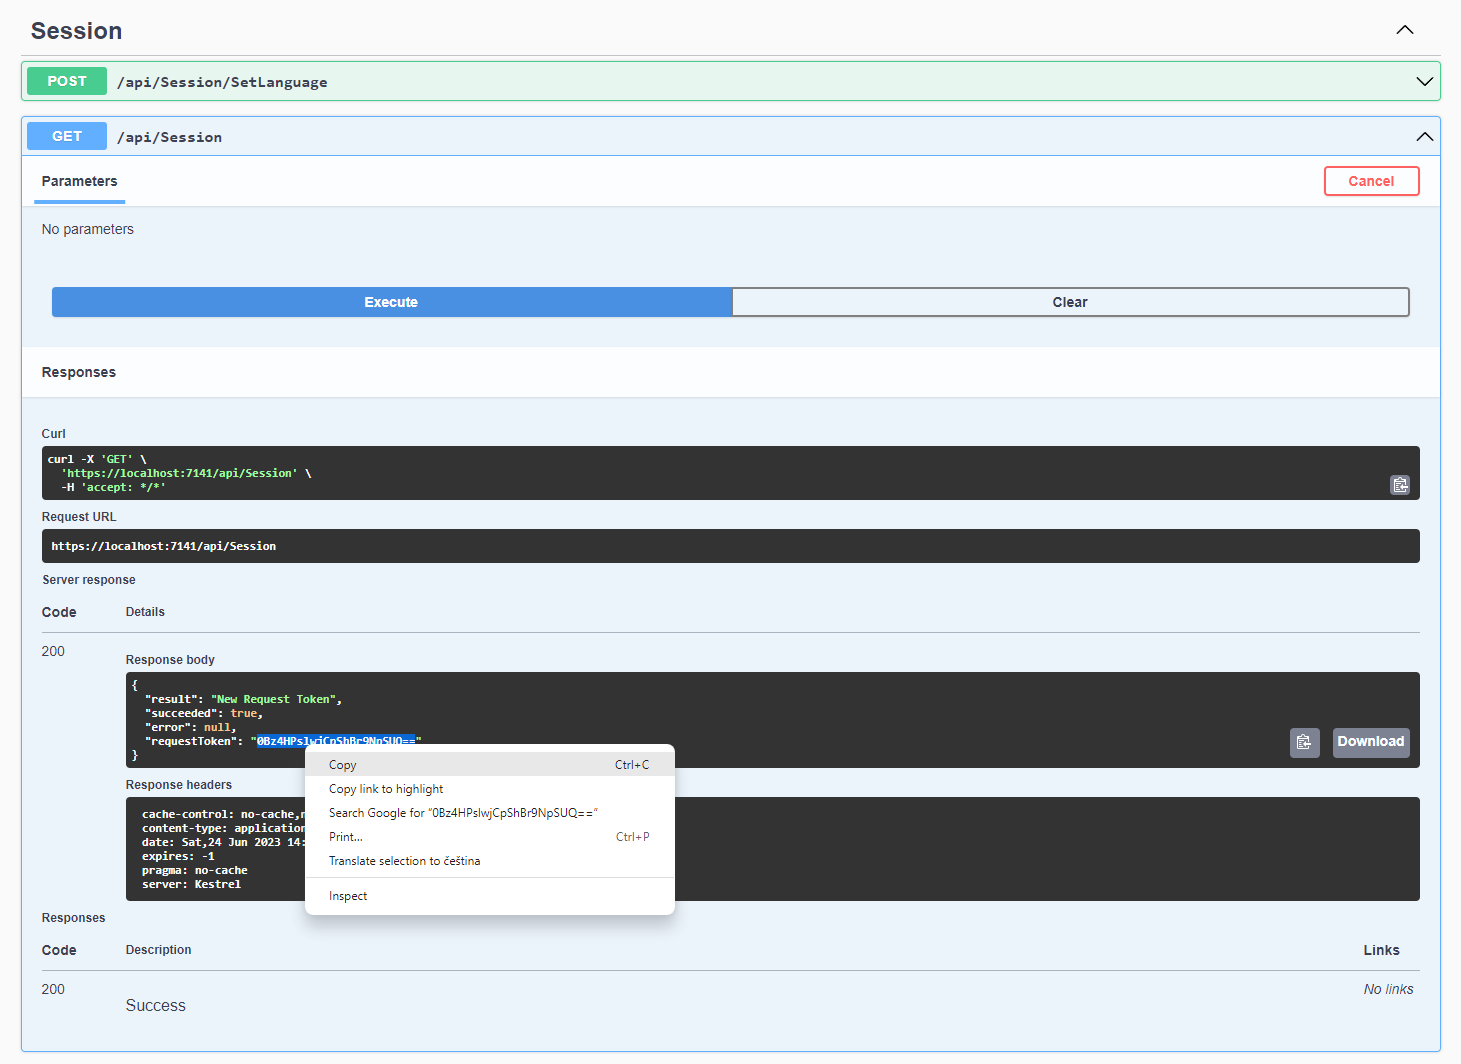 Session
POST /api/Session/SetLanguage
GET /api/Session
Parameters
Cancel
No parameters
Execute
Clear
Responses
Curl
curl -X 'GET' \
'https://localhost:7141/api/Session' \
-H 'accept: */*'
Request URL
https://localhost:7141/api/Session
Server response
Code Details
200
Response body
{
"result": "New Request Token",
"succeeded": true,
"error": null,
"requestToken": "0Bz4HPslwjCpShBr9NpSUQ=="
}
Download
Response headers
cache-control: no-cache,
content-type: application
date: Sat,24 Jun 2023 14:
expires: -1
pragma: no-cache
server: Kestrel
Copy Ctrl+C
Copy link to highlight
Search Google for “0Bz4HPslwjCpShBr9NpSUQ==”
Print... Ctrl+P
Translate selection to čeština
Inspect
Responses
Code Description Links
200 No links
Success